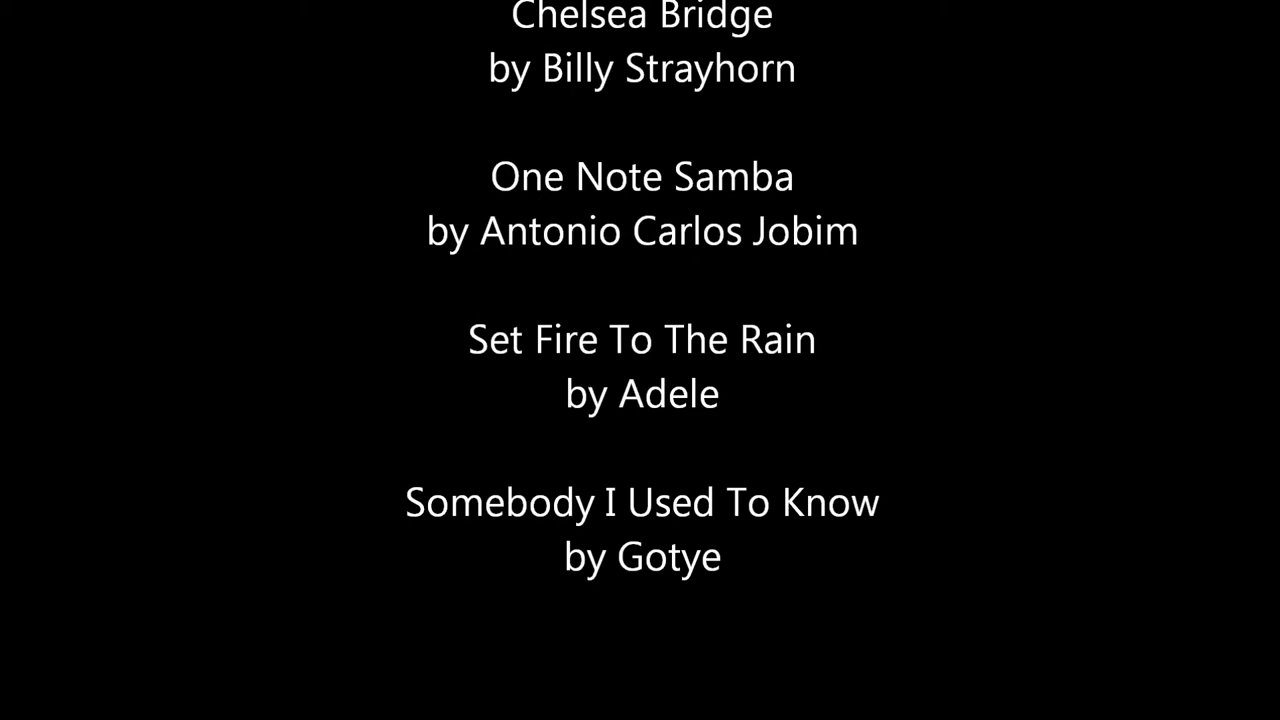 Chelsea Bridge
by Billy Strayhorn
One Note Samba
by Antonio Carlos Jobim
Set Fire To The Rain
by Adele
Somebody I Used To Know
by Gotye